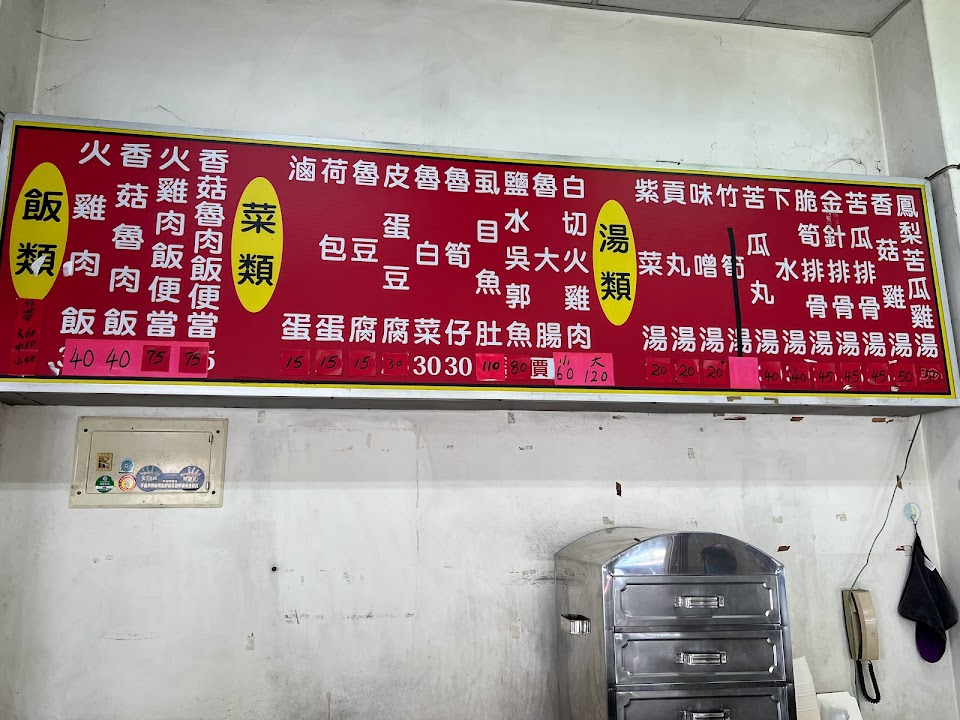 飯類
火雞肉飯 40
香菇魯肉飯 40
火雞肉飯便當 75
香菇魯肉飯便當 75
菜類
滷蛋 15
荷包蛋 15
魯豆腐 15
皮蛋豆腐 30
魯白菜 30
魯筍仔 30
虱目魚肚 110
鹽水吳郭魚 80
魯大腸 價
白切火雞肉 小60 大120
湯類
紫菜湯 20
貢丸湯 20
味噌湯 20
竹筍湯
苦瓜丸湯 40
下水湯 40
脆筍排骨湯 45
金針排骨湯 45
苦瓜排骨湯 45
香菇雞湯 50
鳳梨苦瓜雞湯